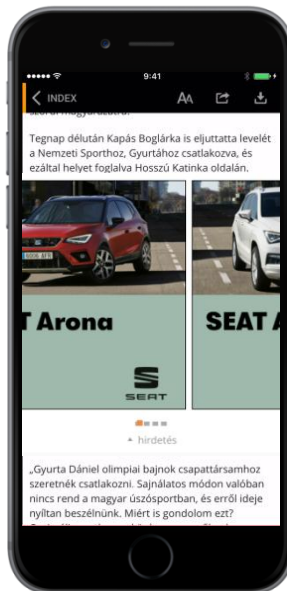 9:41
INDEX
AA
Tegnap délután Kapás Boglárka is eljuttatta levelét
a Nemzeti Sporthoz, Gyurtához csatlakozva, és
ezáltal helyet foglalva Hosszú Katinka oldalán.
T Arona
SEAT A
SEAT
hirdetés
„Gyurta Dániel olimpiai bajnok csapattársamhoz
szeretnék csatlakozni. Sajnálatos módon valóban
nincs rend a magyar úszósportban, és erről ideje
nyíltan beszélnünk. Miért is gondolom ezt?